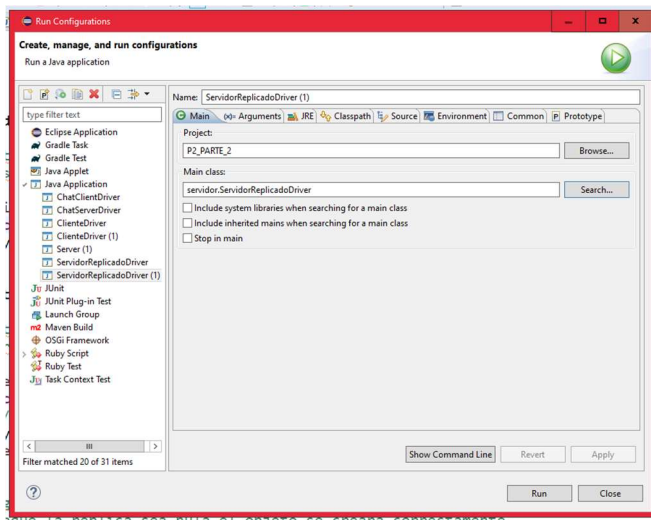 Run Configurations
Create, manage, and run configurations
Run a Java application
Name: ServidorReplicadoDriver (1)
type filter text
Eclipse Application
Gradle Task
Gradle Test
Java Applet
Java Application
ChatClientDriver
ChatServerDriver
ClienteDriver
ClienteDriver (1)
Server (1)
ServidorReplicadoDriver
ServidorReplicadoDriver (1)
JUnit
JUnit Plug-in Test
Launch Group
Maven Build
OSGi Framework
Ruby Script
Ruby Test
Task Context Test
Filter matched 20 of 31 items
Main Arguments JRE Classpath Source Environment Common Prototype
Project:
P2_PARTE_2
Browse...
Main class:
servidor.ServidorReplicadoDriver
Search...
Include system libraries when searching for a main class
Include inherited mains when searching for a main class
Stop in main
Show Command Line Revert Apply
Run Close